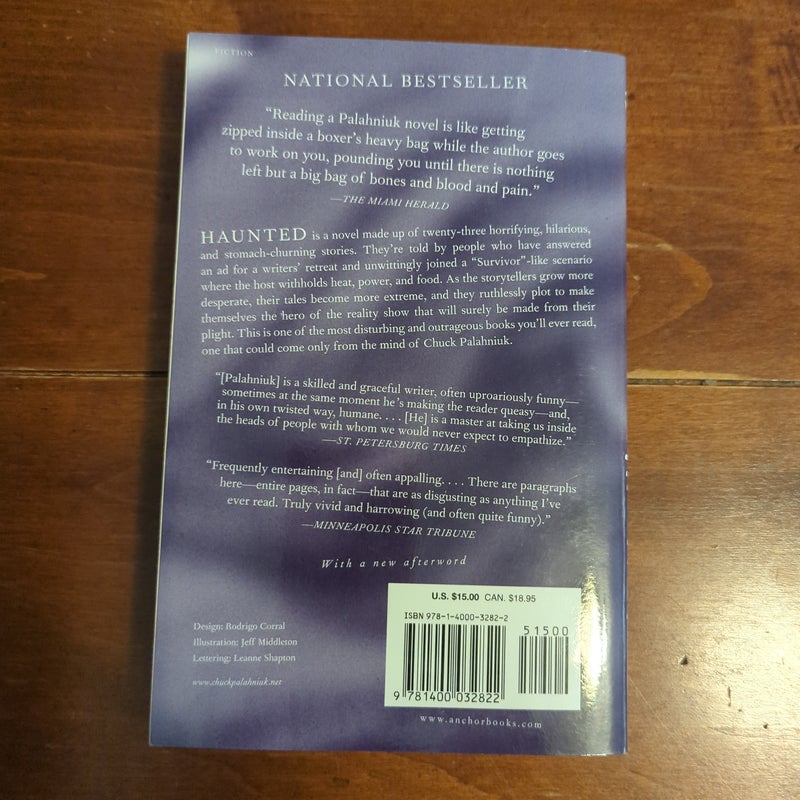 FICTION
NATIONAL BESTSELLER
“Reading a Palahniuk novel is like getting
zipped inside a boxer’s heavy bag while the author goes
to work on you, pounding you until there is nothing
left but a big bag of bones and blood and pain.”
—THE MIAMI HERALD
HAUNTED is a novel made up of twenty-three horrifying, hilarious,
and stomach-churning stories. They’re told by people who have answered
an ad for a writers’ retreat and unwittingly joined a “Survivor”-like scenario
where the host withholds heat, power, and food. As the storytellers grow more
desperate, their tales become more extreme, and they ruthlessly plot to make
themselves the hero of the reality show that will surely be made from their
plight. This is one of the most disturbing and outrageous books you’ll ever read,
one that could come only from the mind of Chuck Palahniuk.
“[Palahniuk] is a skilled and graceful writer, often uproariously funny—
sometimes at the same moment he’s making the reader queasy—and,
in his own twisted way, humane. . . . [He] is a master at taking us inside
the heads of people with whom we would never expect to empathize.”
—ST. PETERSBURG TIMES
“Frequently entertaining [and] often appalling. . . . There are paragraphs
here—entire pages, in fact—that are as disgusting as anything I’ve
ever read. Truly vivid and harrowing (and often quite funny).”
—MINNEAPOLIS STAR TRIBUNE
With a new afterword
U.S. $15.00 CAN. $18.95
ISBN 978-1-4000-3282-2
51500
9 781400 032822
Design: Rodrigo Corral
Illustration: Jeff Middleton
Lettering: Leanne Shapton
www.chuckpalahniuk.net
www.anchorbooks.com